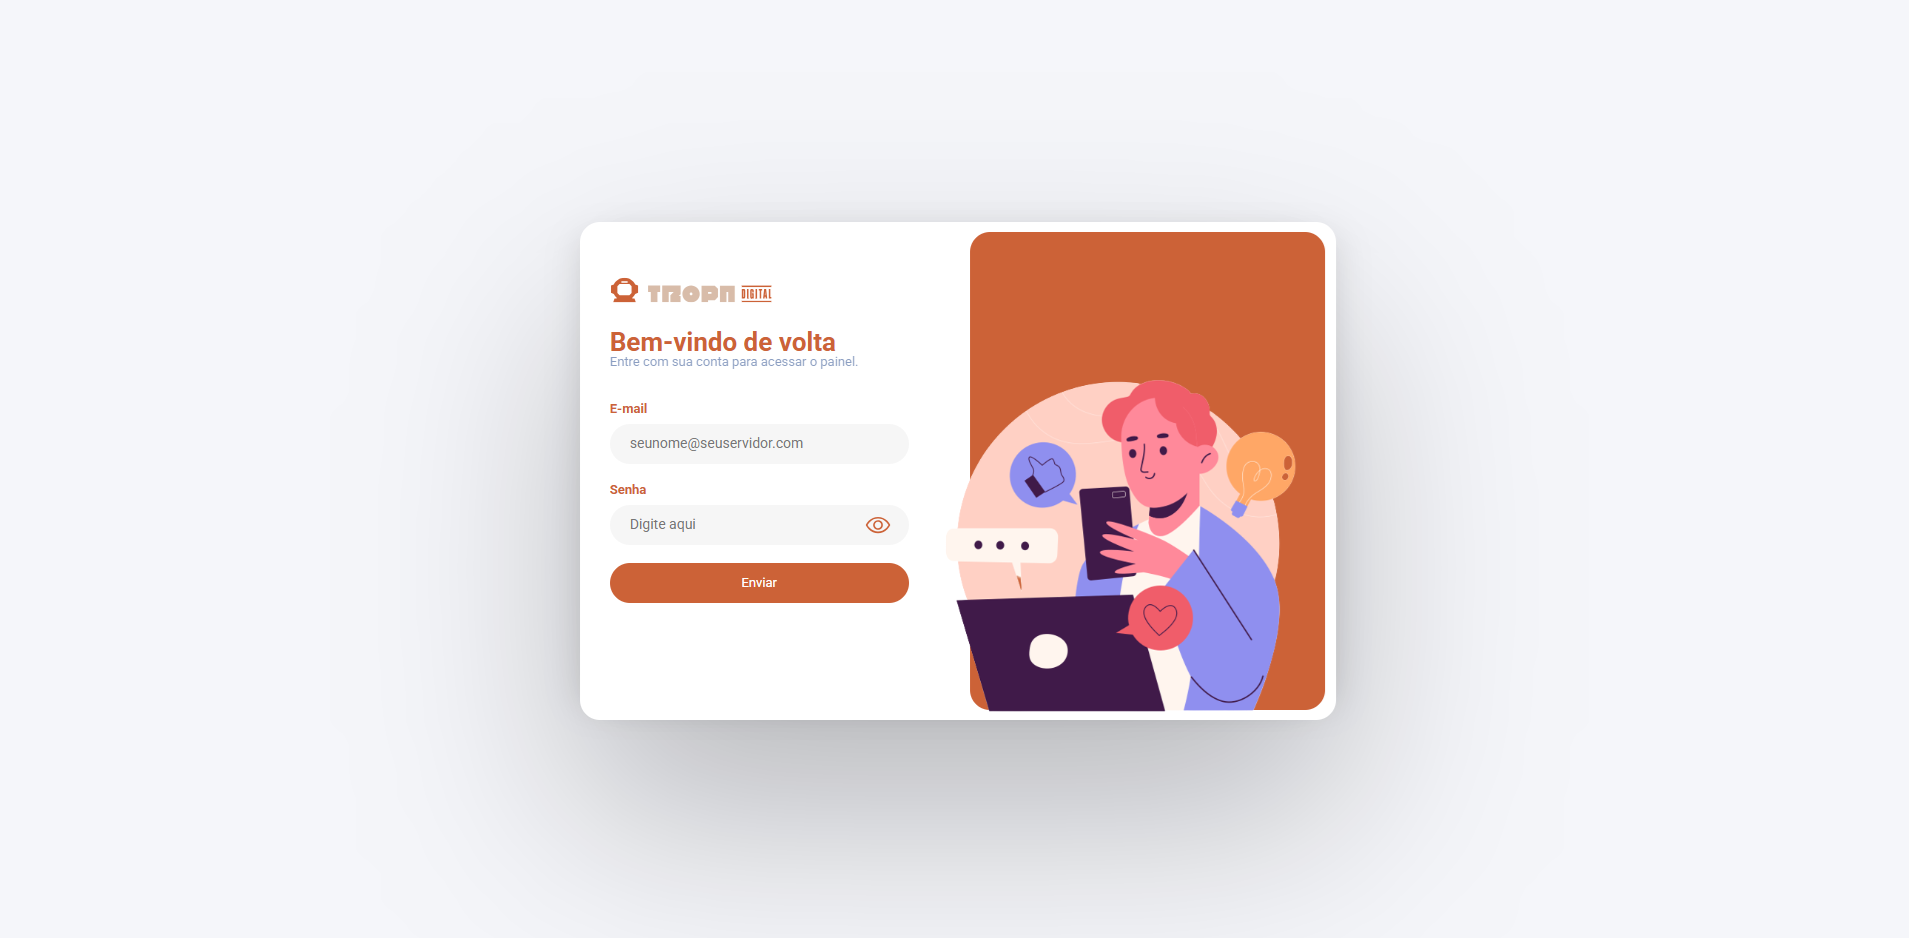 TROPA DIGITAL
Bem-vindo de volta
Entre com sua conta para acessar o painel.
E-mail
seunome@seuservidor.com
Senha
Digite aqui
Enviar